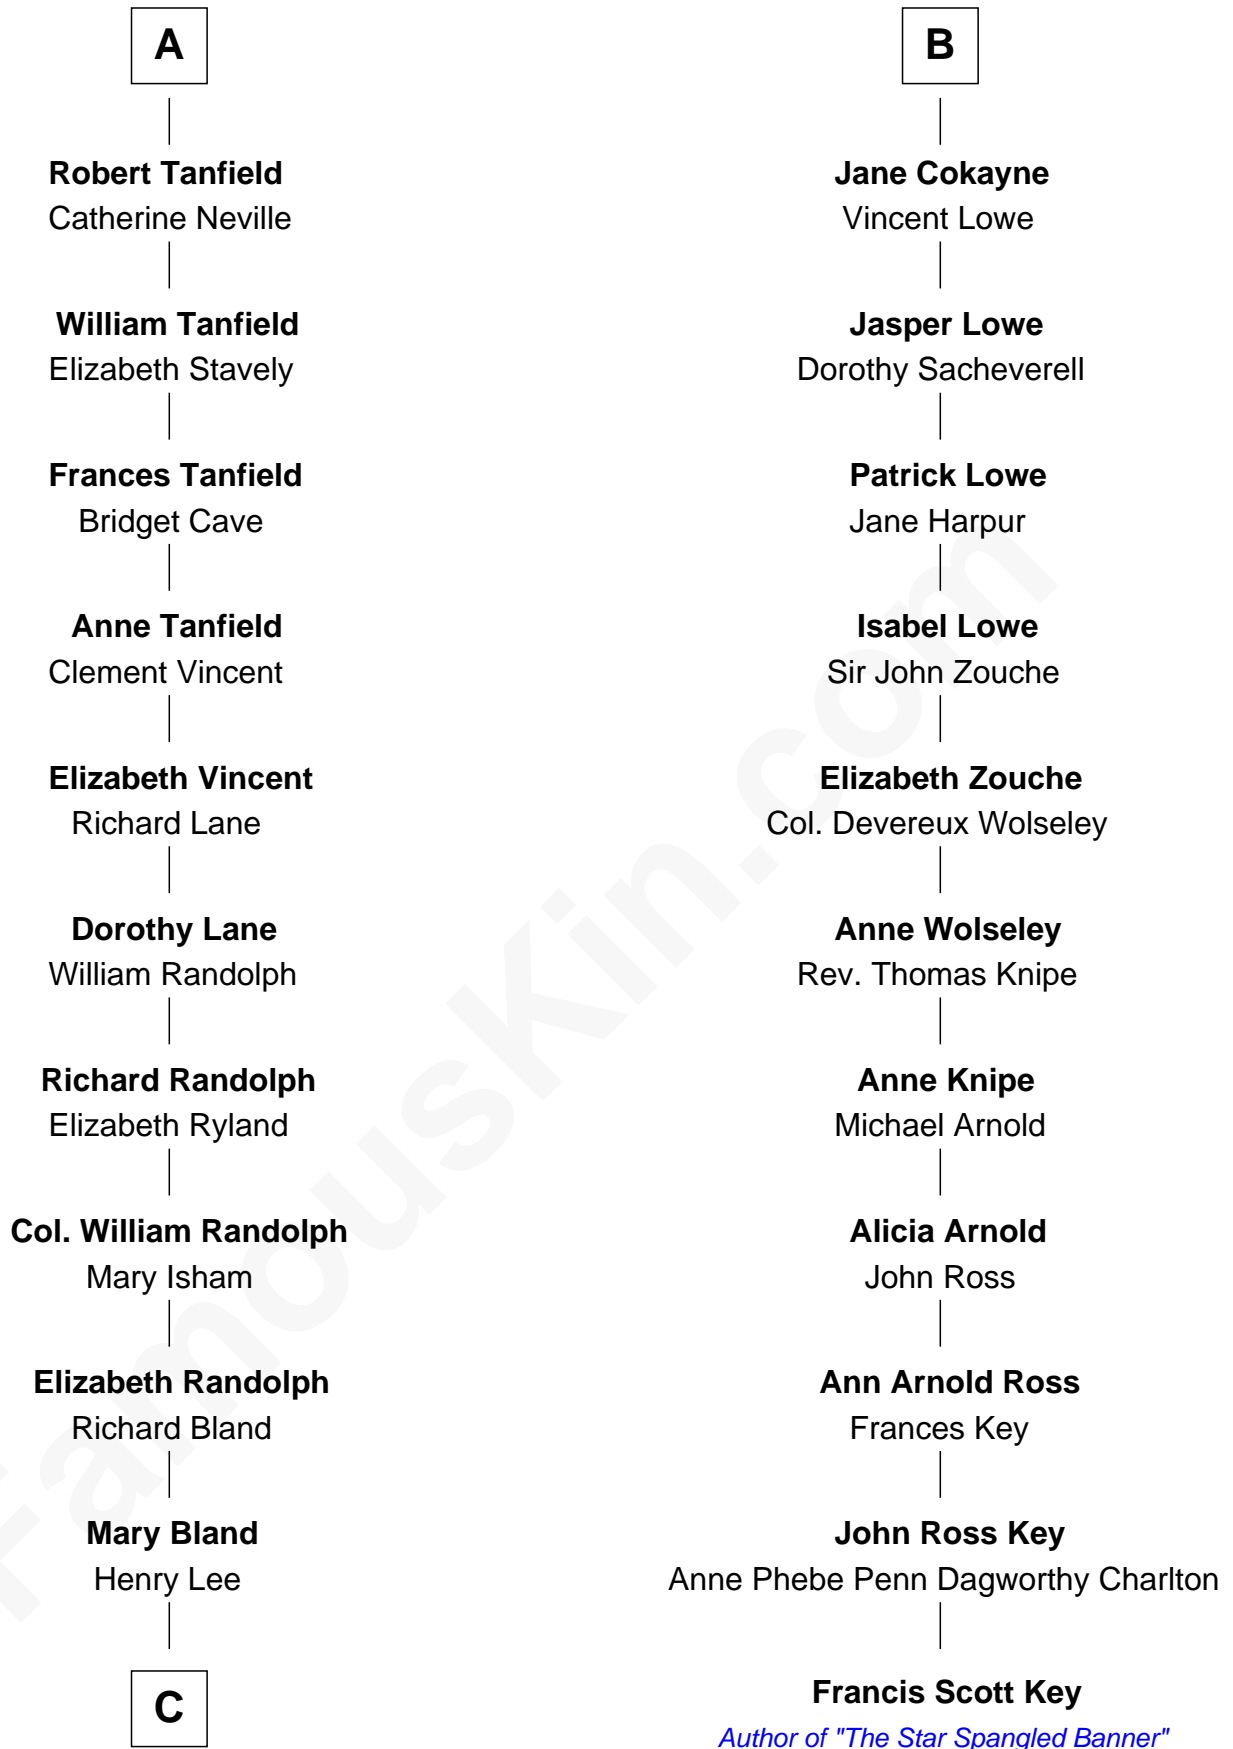 A
Robert Tanfield
Catherine Neville
William Tanfield
Elizabeth Stavely
Frances Tanfield
Bridget Cave
Anne Tanfield
Clement Vincent
Elizabeth Vincent
Richard Lane
Dorothy Lane
William Randolph
Richard Randolph
Elizabeth Ryland
Col. William Randolph
Mary Isham
Elizabeth Randolph
Richard Bland
Mary Bland
Henry Lee
C
B
Jane Cokayne
Vincent Lowe
Jasper Lowe
Dorothy Sacheverell
Patrick Lowe
Jane Harpur
Isabel Lowe
Sir John Zouche
Elizabeth Zouche
Col. Devereux Wolseley
Anne Wolseley
Rev. Thomas Knipe
Anne Knipe
Michael Arnold
Alicia Arnold
John Ross
Ann Arnold Ross
Frances Key
John Ross Key
Anne Phebe Penn Dagworthy Charlton
Francis Scott Key
Author of "The Star Spangled Banner"
FamousKin.com